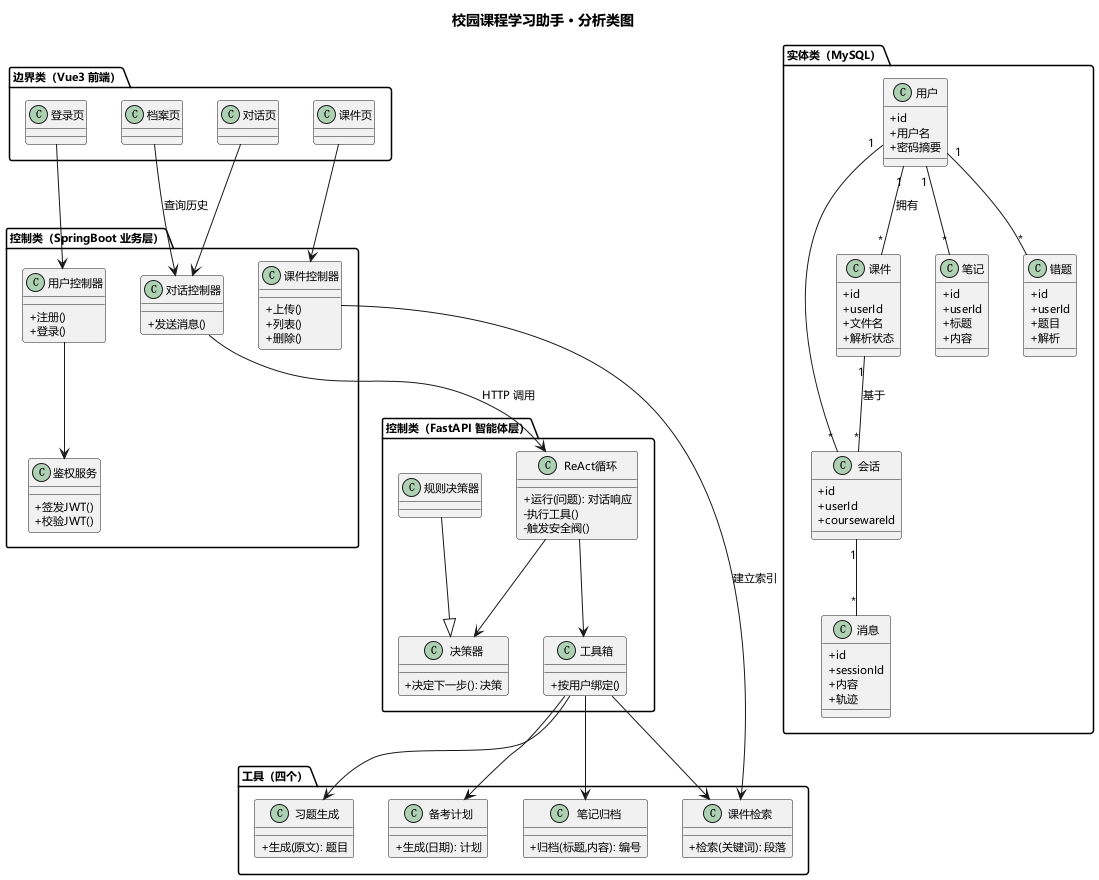 校园课程学习助手・分析类图
边界类（Vue3 前端）
C 登录页
C 档案页
C 对话页
C 课件页
查询历史
控制类（SpringBoot 业务层）
C 用户控制器
+注册()
+登录()
C 对话控制器
+发送消息()
C 课件控制器
+上传()
+列表()
+删除()
C 鉴权服务
+签发JWT()
+校验JWT()
HTTP 调用
建立索引
控制类（FastAPI 智能体层）
C 规则决策器
C ReAct循环
+运行(问题): 对话响应
-执行工具()
-触发安全阀()
C 决策器
+决定下一步(): 决策
C 工具箱
+按用户绑定()
工具（四个）
C 习题生成
+生成(原文): 题目
C 备考计划
+生成(日期): 计划
C 笔记归档
+归档(标题,内容): 编号
C 课件检索
+检索(关键词): 段落
实体类（MySQL）
C 用户
+id
+用户名
+密码摘要
1
1
1
1
拥有
*
*
*
C 课件
+id
+userId
+文件名
+解析状态
C 笔记
+id
+userId
+标题
+内容
C 错题
+id
+userId
+题目
+解析
1
基于
*
*
C 会话
+id
+userId
+coursewareId
1
*
C 消息
+id
+sessionId
+内容
+轨迹